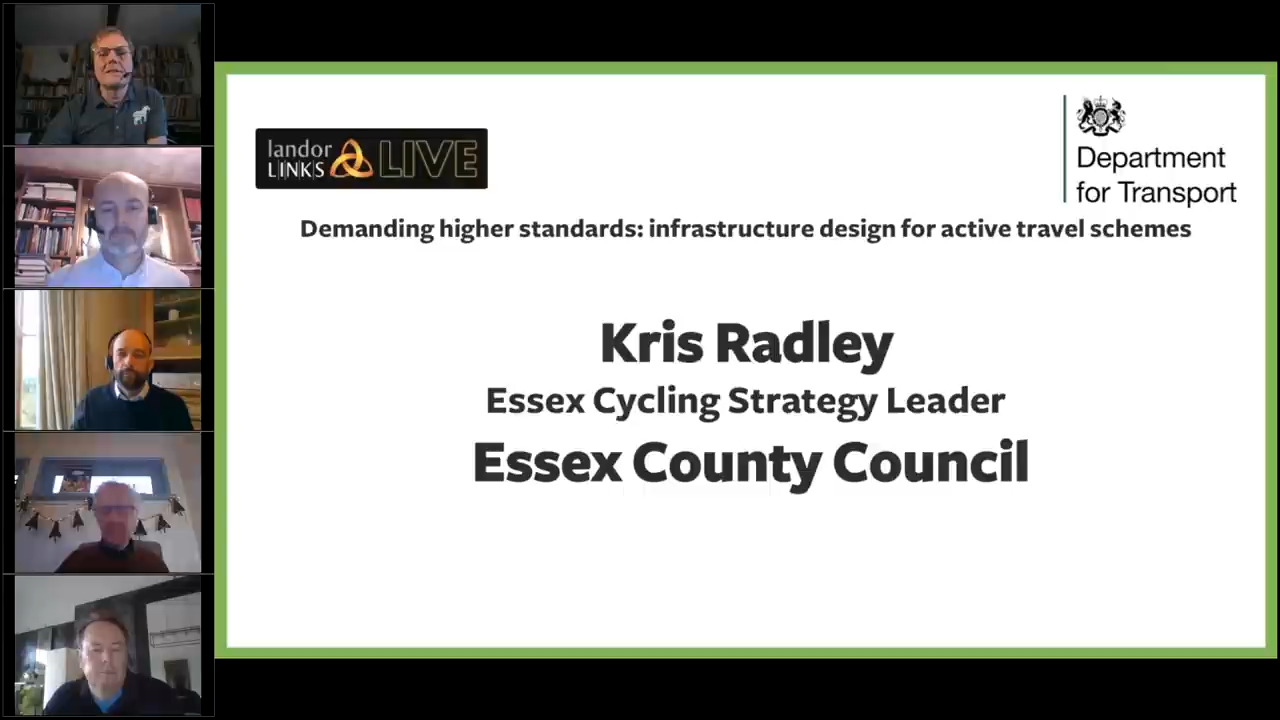 landor
LINKS
LIVE
Department
for Transport
Demanding higher standards: infrastructure design for active travel schemes
Kris Radley
Essex Cycling Strategy Leader
Essex County Council